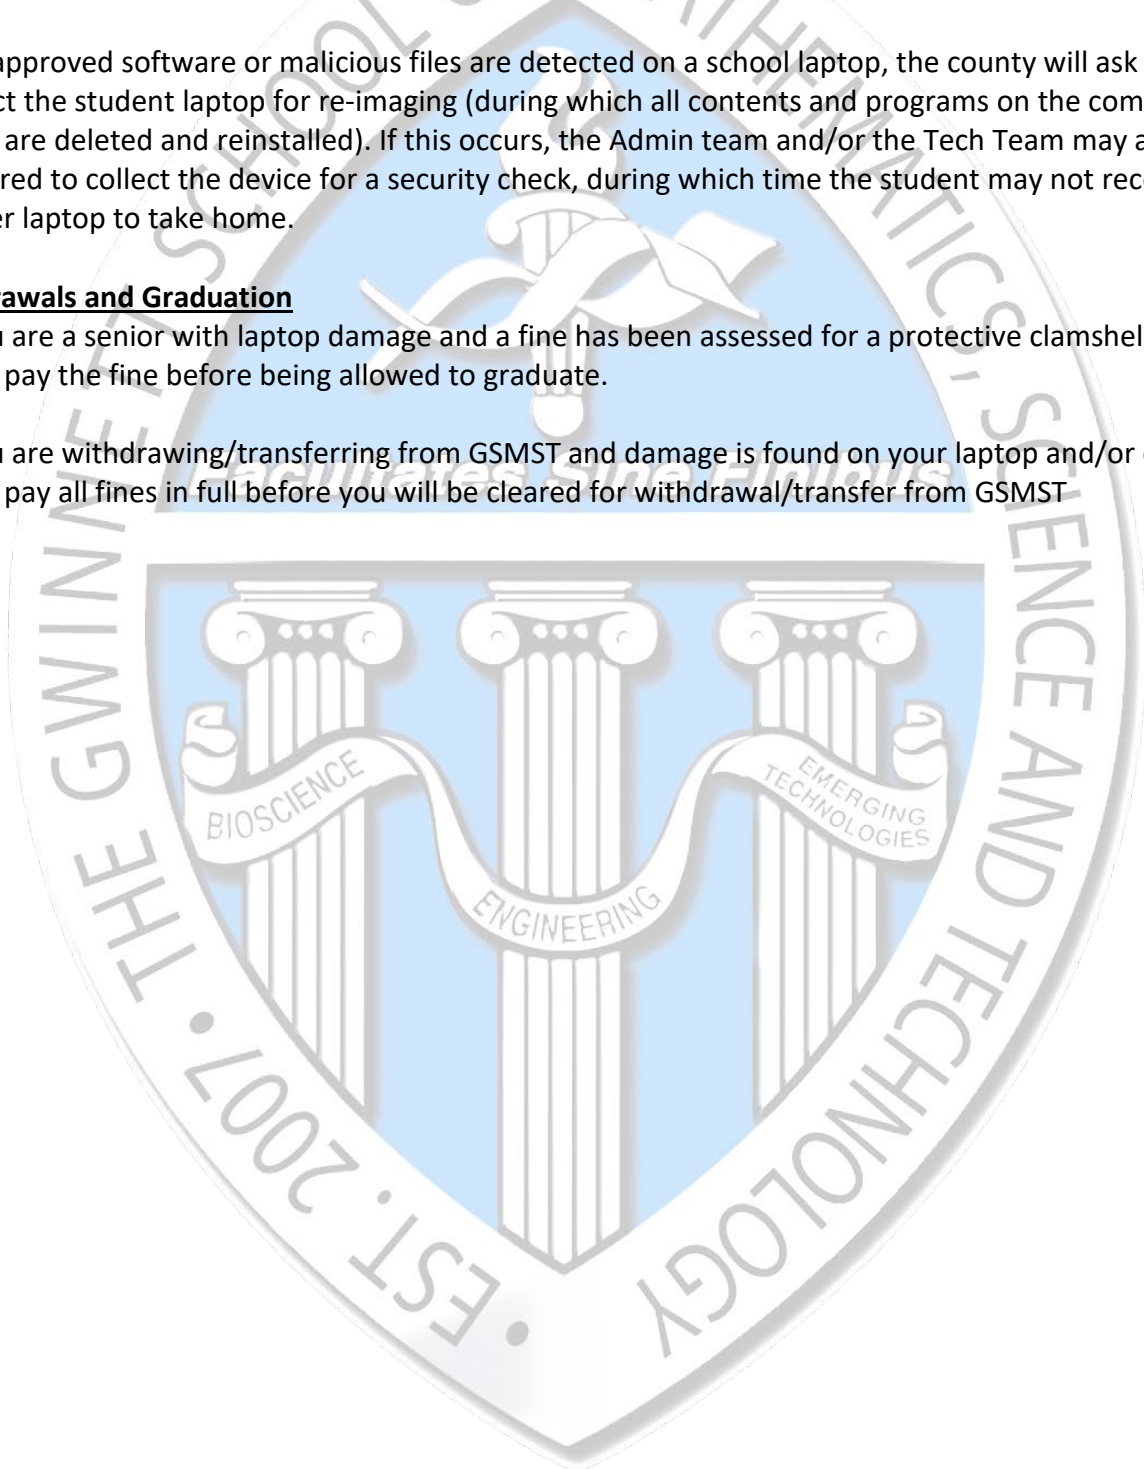 approved software or malicious files are detected on a school laptop, the county will ask
ct the student laptop for re-imaging (during which all contents and programs on the com
are deleted and reinstalled). If this occurs, the Admin team and/or the Tech Team may a
red to collect the device for a security check, during which time the student may not rec
er laptop to take home.
rawals and Graduation
u are a senior with laptop damage and a fine has been assessed for a protective clamshel
pay the fine before being allowed to graduate.
u are withdrawing/transferring from GSMST and damage is found on your laptop and/or
pay all fines in full before you will be cleared for withdrawal/transfer from GSMST
Facultates Sine Finibus
THE GWINNETT SCHOOL OF MATHEMATICS, SCIENCE AND TECHNOLOGY
BIOSCIENCE
ENGINEERING
EMERGING
TECHNOLOGIES
• EST. 2007 •